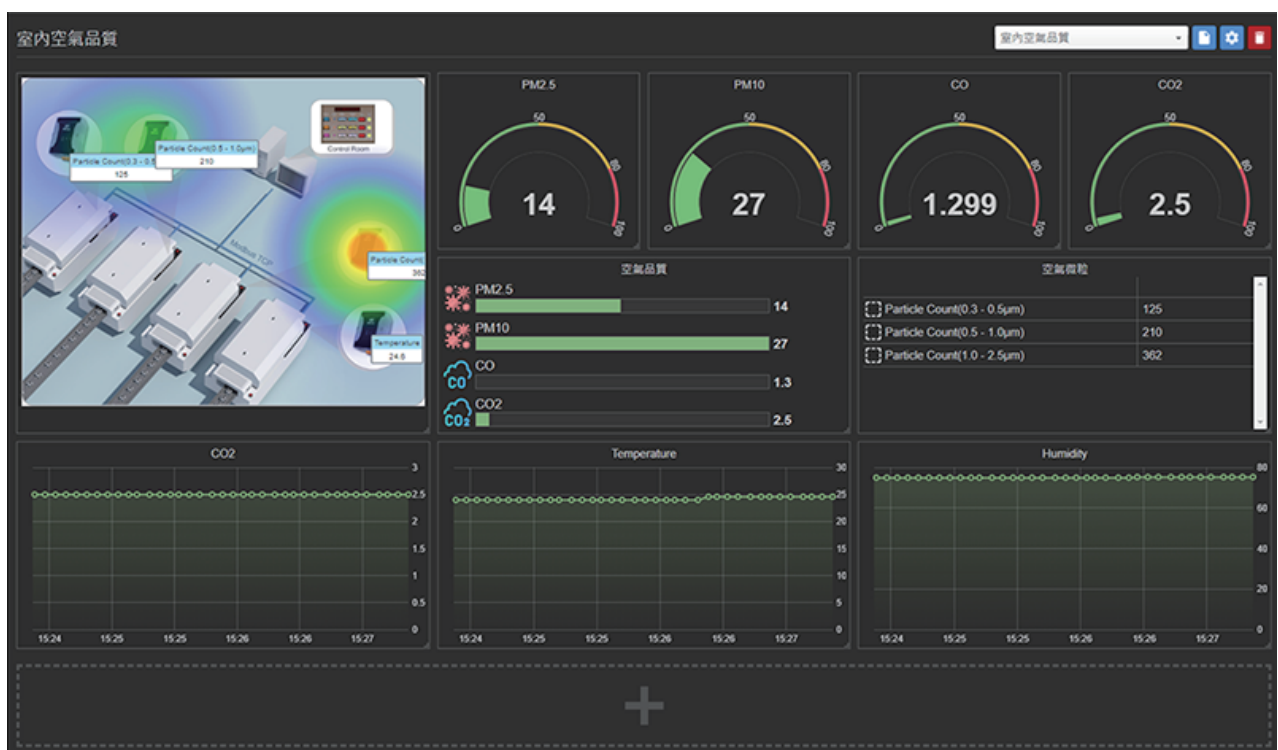 室內空氣品質
室內空氣品質
Particle Count(0.3 - 0.5
125
Particle Count(0.5 - 1.0μm)
210
Control Room
Modbus TCP
Particle Count(
362
Temperature
24.6
PM2.5
0
50
80
100
14
PM10
0
50
80
100
27
CO
0
50
80
100
1.299
CO2
0
50
80
100
2.5
空氣品質
PM2.5
14
PM10
27
CO
CO
1.3
CO2
CO2
2.5
空氣微粒
Particle Count(0.3 - 0.5μm) 125
Particle Count(0.5 - 1.0μm) 210
Particle Count(1.0 - 2.5μm) 362
CO2
3
2.5
2
1.5
1
0.5
0
15:24 15:25 15:25 15:26 15:26 15:27
Temperature
30
25
20
15
10
5
0
15:24 15:25 15:25 15:26 15:26 15:27
Humidity
80
60
40
20
0
15:24 15:25 15:25 15:26 15:26 15:27